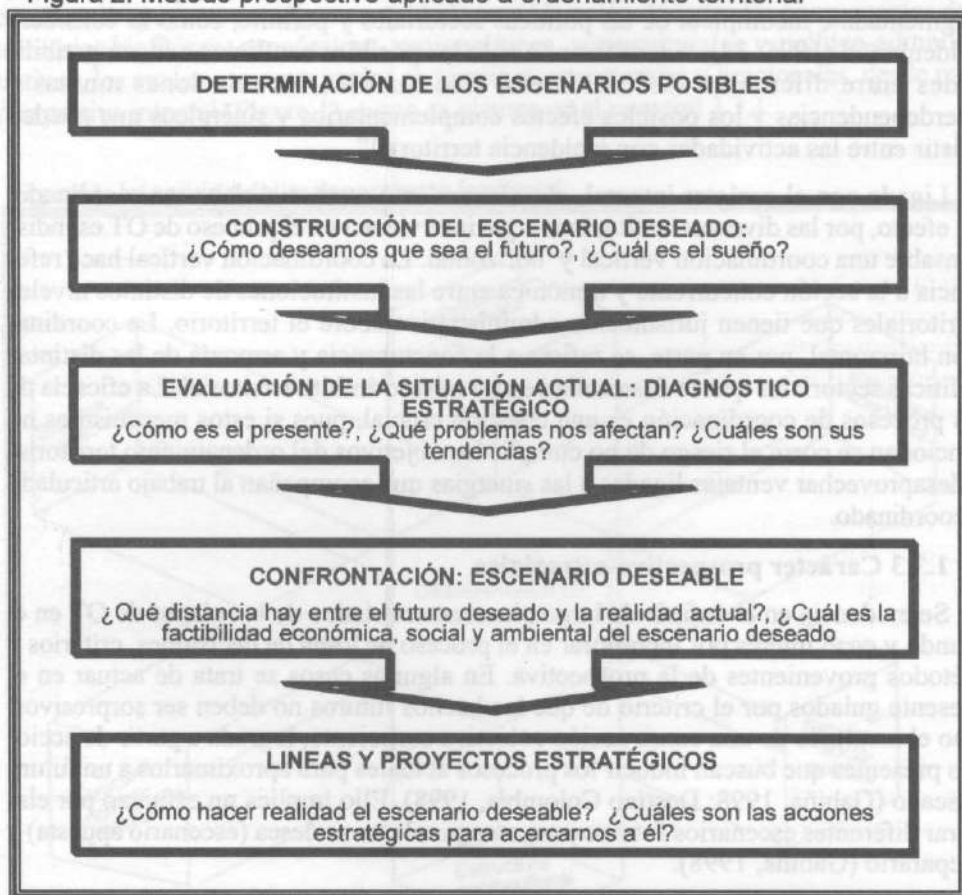 Figura 2. Método prospectivo aplicado a ordenamiento territorial
DETERMINACIÓN DE LOS ESCENARIOS POSIBLES
CONSTRUCCIÓN DEL ESCENARIO DESEADO:
¿Cómo deseamos que sea el futuro? ¿Cuál es el sueño?
EVALUACIÓN DE LA SITUACIÓN ACTUAL: DIAGNÓSTICO
ESTRATÉGICO
¿Cómo es el presente?, ¿Qué problemas nos afectan? ¿Cuáles son sus
tendencias?
CONFRONTACIÓN: ESCENARIO DESEABLE
¿Qué distancia hay entre el futuro deseado y la realidad actual?, ¿ Cuál es la
factibilidad económica, social y ambiental del escenario deseado
LINEAS Y PROYECTOS ESTRATÉGICOS
¿Cómo hacer realidad el escenario deseable? ¿Cuáles son las acciones
estratégicas para acercarnos a él?